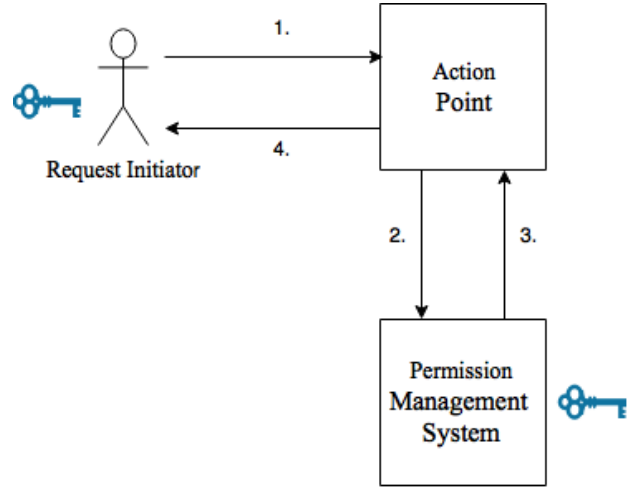 1.
Action
Point
4.
Request Initiator
2.
3.
Permission
Management
System